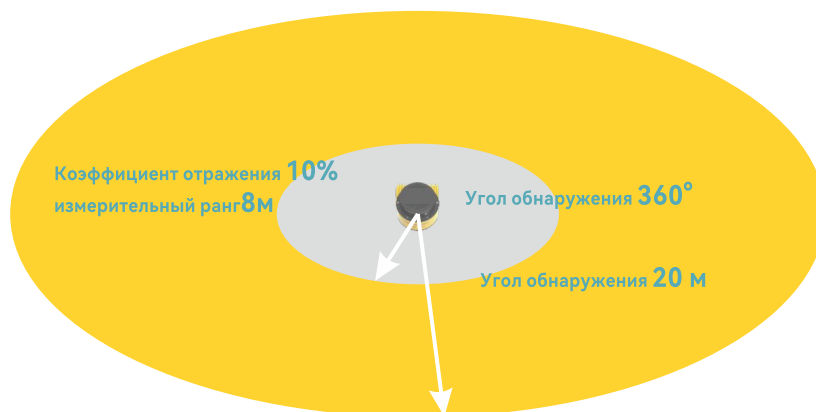 Коэффициент отражения 10%
измерительный ранг8м
Угол обнаружения 360°
Угол обнаружения 20 м